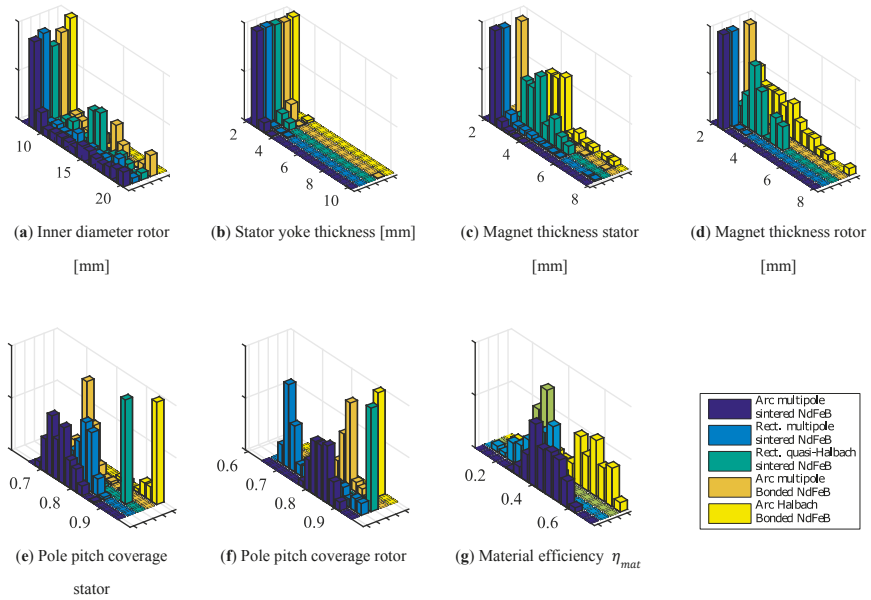 10
15
20
(a) Inner diameter rotor
[mm]
2
4
6
8
10
(b) Stator yoke thickness [mm]
2
4
6
8
(c) Magnet thickness stator
[mm]
2
4
6
8
(d) Magnet thickness rotor
[mm]
0.7
0.8
0.9
(e) Pole pitch coverage
stator
0.6
0.7
0.8
0.9
(f) Pole pitch coverage rotor
0.2
0.4
0.6
(g) Material efficiency η_mat
Arc multipole
sintered NdFeB
Rect. multipole
sintered NdFeB
Rect. quasi-Halbach
sintered NdFeB
Arc multipole
Bonded NdFeB
Arc Halbach
Bonded NdFeB